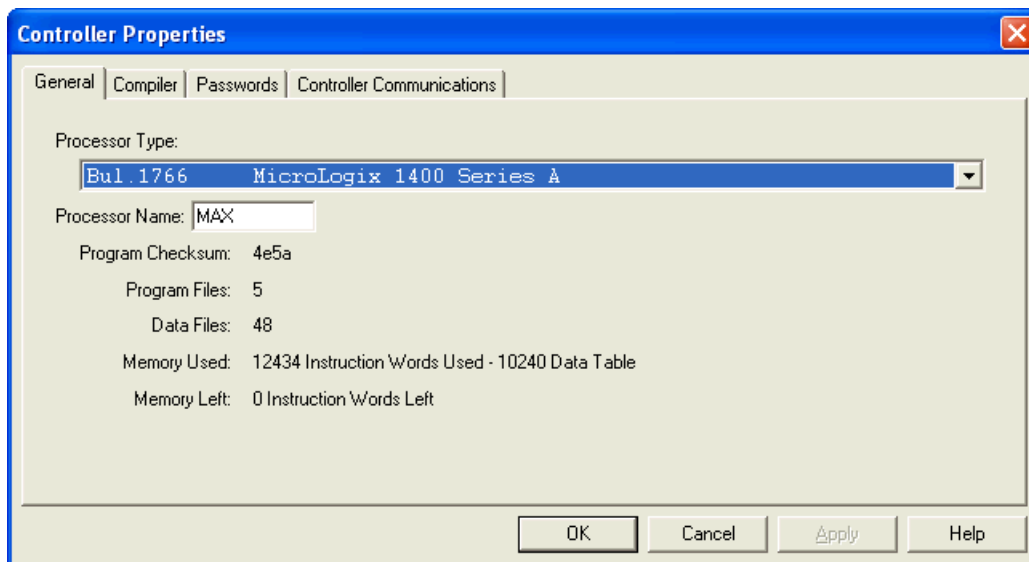 Controller Properties
General Compiler Passwords Controller Communications
Processor Type:
Bul.1766 MicroLogix 1400 Series A
Processor Name: MAX
Program Checksum: 4e5a
Program Files: 5
Data Files: 48
Memory Used: 12434 Instruction Words Used - 10240 Data Table
Memory Left: 0 Instruction Words Left
OK Cancel Apply Help